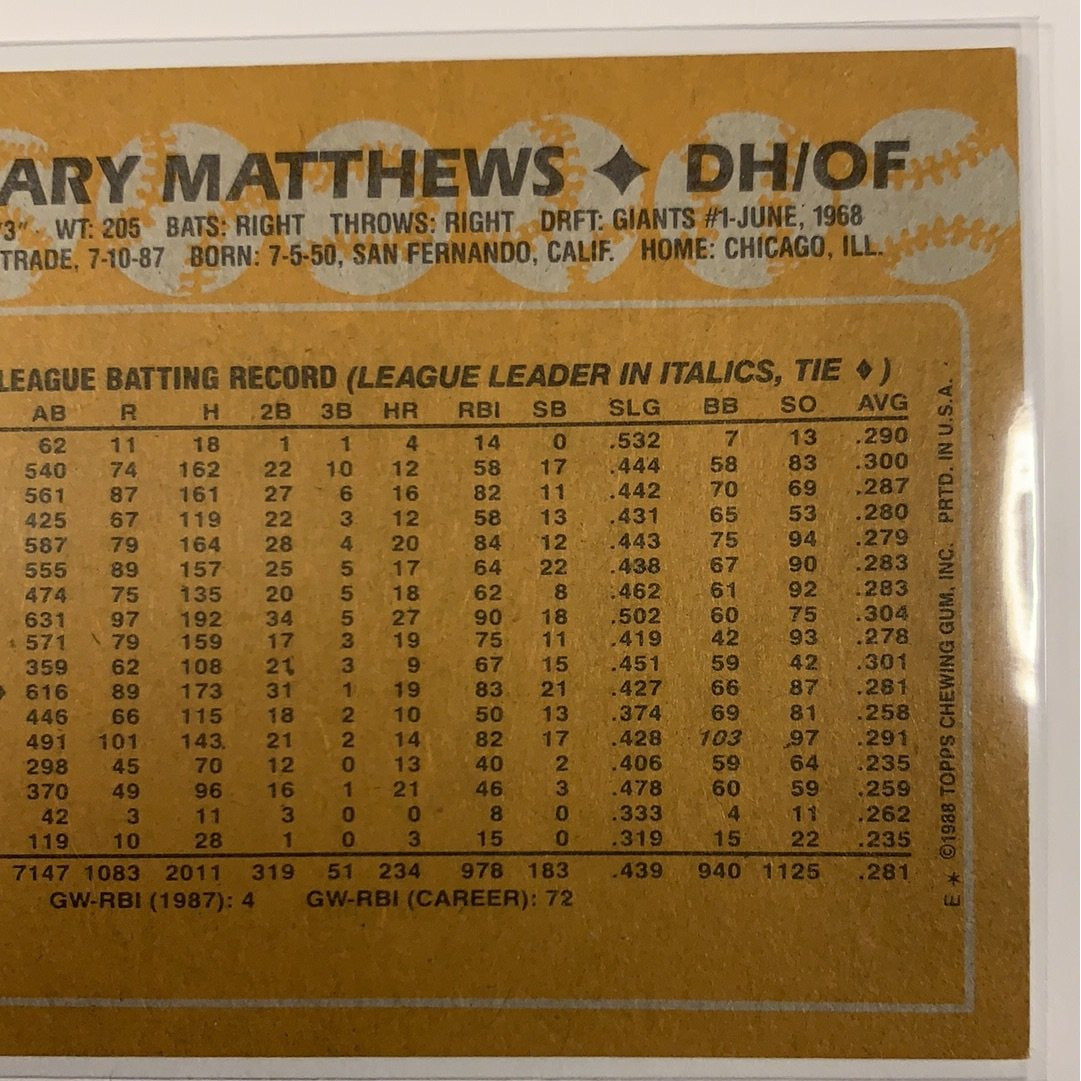 ARY MATTHEWS ✦ DH/OF
'3" WT: 205 BATS: RIGHT THROWS: RIGHT DRFT: GIANTS #1-JUNE, 1968
TRADE, 7-10-87 BORN: 7-5-50, SAN FERNANDO, CALIF. HOME: CHICAGO, ILL.
LEAGUE BATTING RECORD (LEAGUE LEADER IN ITALICS, TIE ♦)
AB R H 2B 3B HR RBI SB SLG BB SO AVG
62 11 18 1 1 4 14 0 .532 7 13 .290
540 74 162 22 10 12 58 17 .444 58 83 .300
561 87 161 27 6 16 82 11 .442 70 69 .287
425 67 119 22 3 12 58 13 .431 65 53 .280
587 79 164 28 4 20 84 12 .443 75 94 .279
555 89 157 25 5 17 64 22 .438 67 90 .283
474 75 135 20 5 18 62 8 .462 61 92 .283
631 97 192 34 5 27 90 18 .502 60 75 .304
571 79 159 17 3 19 75 11 .419 42 93 .278
359 62 108 21 3 9 67 15 .451 59 42 .301
♦ 616 89 173 31 1 19 83 21 .427 66 87 .281
446 66 115 18 2 10 50 13 .374 69 81 .258
491 101 143 21 2 14 82 17 .428 103 97 .291
298 45 70 12 0 13 40 2 .406 59 64 .235
370 49 96 16 1 21 46 3 .478 60 59 .259
42 3 11 3 0 0 8 0 .333 4 11 .262
119 10 28 1 0 3 15 0 .319 15 22 .235
7147 1083 2011 319 51 234 978 183 .439 940 1125 .281
GW-RBI (1987): 4 GW-RBI (CAREER): 72
E * ©1988 TOPPS CHEWING GUM, INC. PRTD. IN U.S.A.